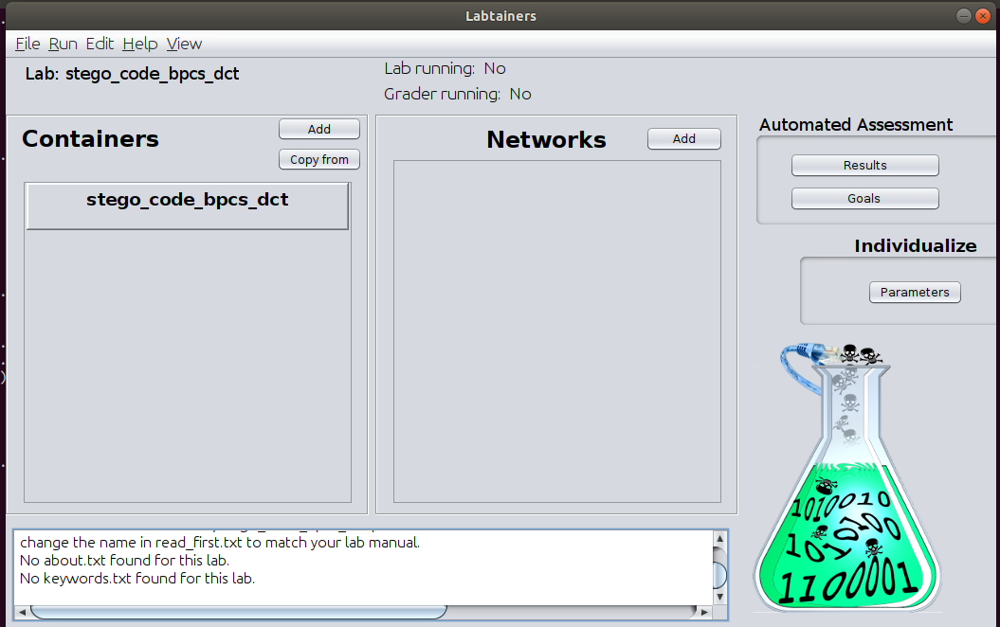 Labtainers
File Run Edit Help View
Lab: stego_code_bpcs_dct
Lab running: No
Grader running: No
Containers
Add
Copy from
stego_code_bpcs_dct
Networks
Add
Automated Assessment
Results
Goals
Individualize
Parameters
1010010
1010100
1100001
change the name in read_first.txt to match your lab manual.
No about.txt found for this lab.
No keywords.txt found for this lab.